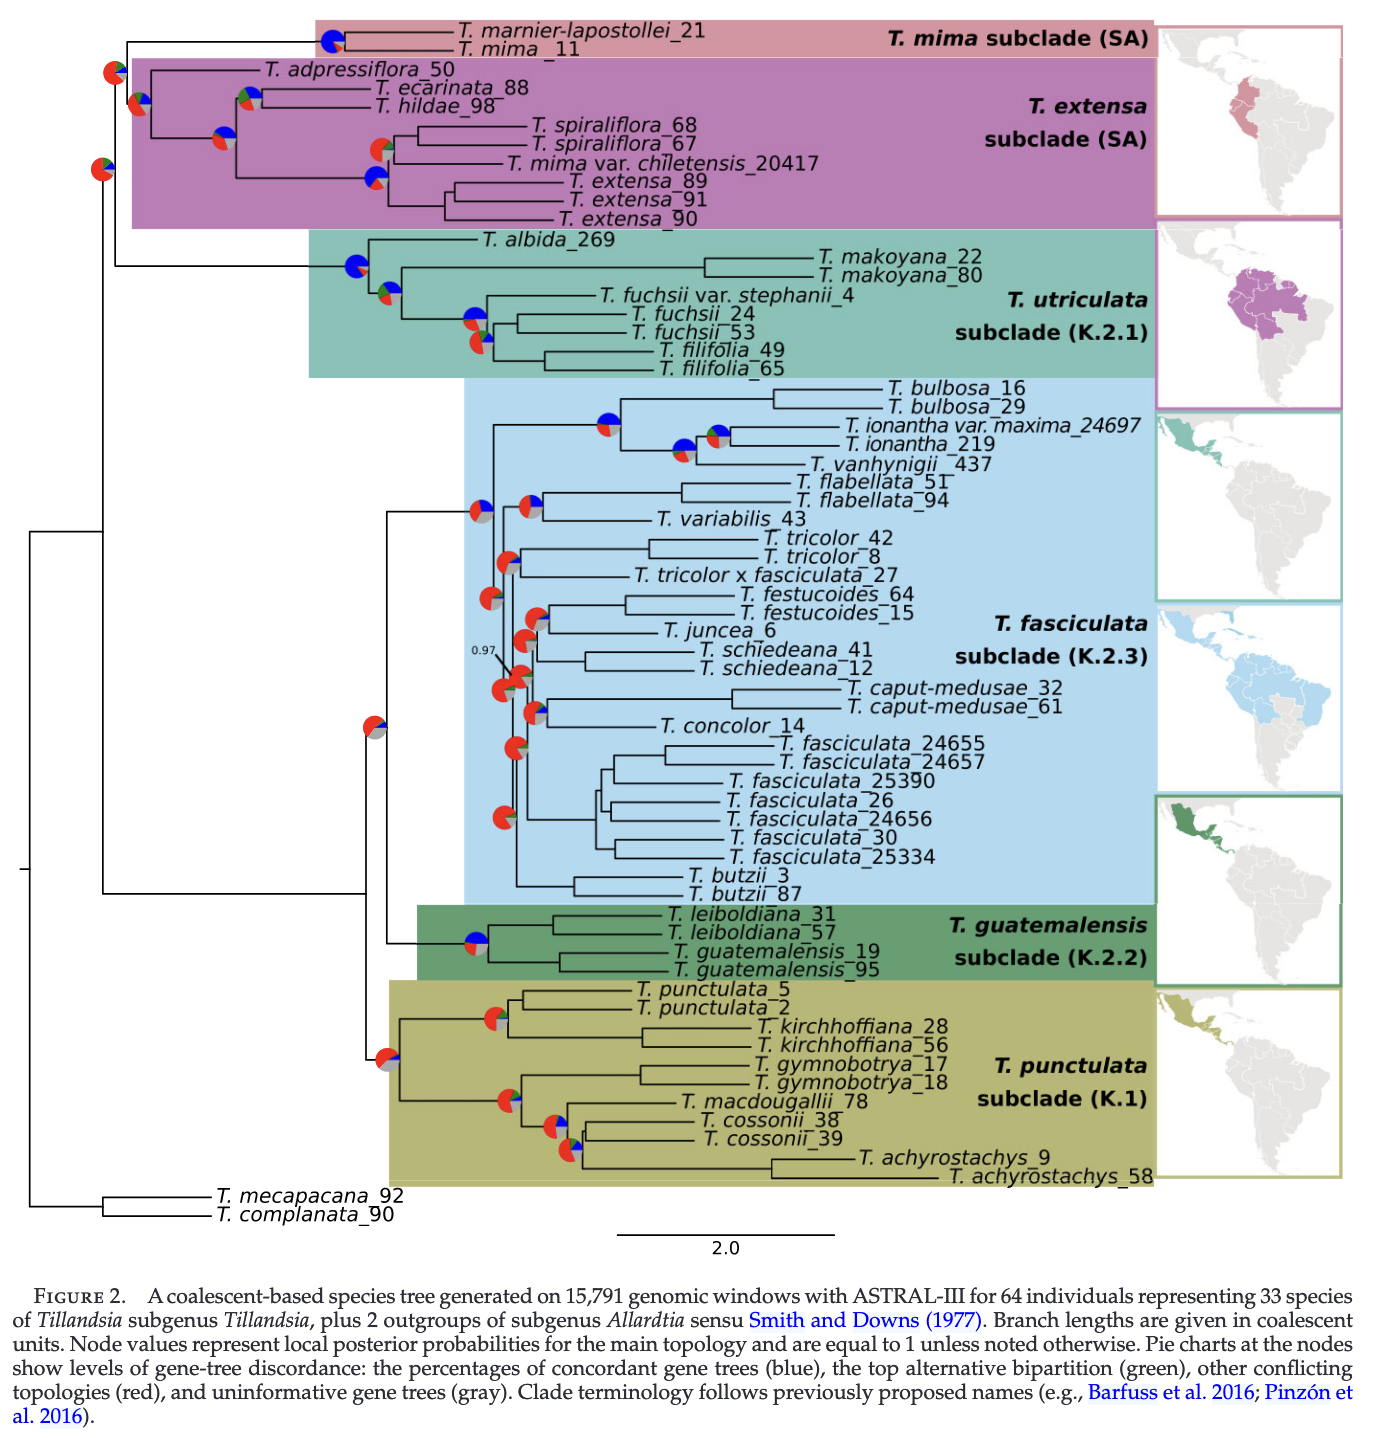 T. marnier-lapostollei_21
T. mima _11
T. mima subclade (SA)
T. adpressiflora_50
T. ecarinata_88
T. hildae_98
T. spiraliflora_68
T. spiraliflora_67
T. mima var. chiletensis_20417
T. extensa_89
T. extensa_91
T. extensa_90
T. extensa
subclade (SA)
T. albida_269
T. makoyana_22
T. makoyana_80
T. fuchsii var. stephanii_4
T. fuchsii_24
T. fuchsii_53
T. filifolia_49
T. filifolia_65
T. utriculata
subclade (K.2.1)
T. bulbosa_16
T. bulbosa_29
T. ionantha var. maxima_24697
T. ionantha_219
T. vanhynigii_437
T. flabellata_51
T. flabellata_94
T. variabilis_43
T. tricolor_42
T. tricolor_8
T. tricolor x fasciculata_27
T. festucoides_64
T. festucoides_15
T. juncea_6
T. schiedeana_41
T. schiedeana_12
0.97
T. caput-medusae_32
T. caput-medusae_61
T. concolor_14
T. fasciculata_24655
T. fasciculata_24657
T. fasciculata_25390
T. fasciculata_26
T. fasciculata_24656
T. fasciculata_30
T. fasciculata_25334
T. butzii_3
T. butzii_87
T. fasciculata
subclade (K.2.3)
T. leiboldiana_31
T. leiboldiana_57
T. guatemalensis_19
T. guatemalensis_95
T. guatemalensis
subclade (K.2.2)
T. punctulata_5
T. punctulata_2
T. kirchhoffiana_28
T. kirchhoffiana_56
T. gymnobotrya_17
T. gymnobotrya_18
T. macdougallii_78
T. cossonii_38
T. cossonii_39
T. achyrostachys_9
T. achyrostachys_58
T. punctulata
subclade (K.1)
T. mecapacana_92
T. complanata_90
2.0
FIGURE 2. A coalescent-based species tree generated on 15,791 genomic windows with ASTRAL-III for 64 individuals representing 33 species
of Tillandsia subgenus Tillandsia, plus 2 outgroups of subgenus Allardtia sensu Smith and Downs (1977). Branch lengths are given in coalescent
units. Node values represent local posterior probabilities for the main topology and are equal to 1 unless noted otherwise. Pie charts at the nodes
show levels of gene-tree discordance: the percentages of concordant gene trees (blue), the top alternative bipartition (green), other conflicting
topologies (red), and uninformative gene trees (gray). Clade terminology follows previously proposed names (e.g., Barfuss et al. 2016; Pinzón et
al. 2016).